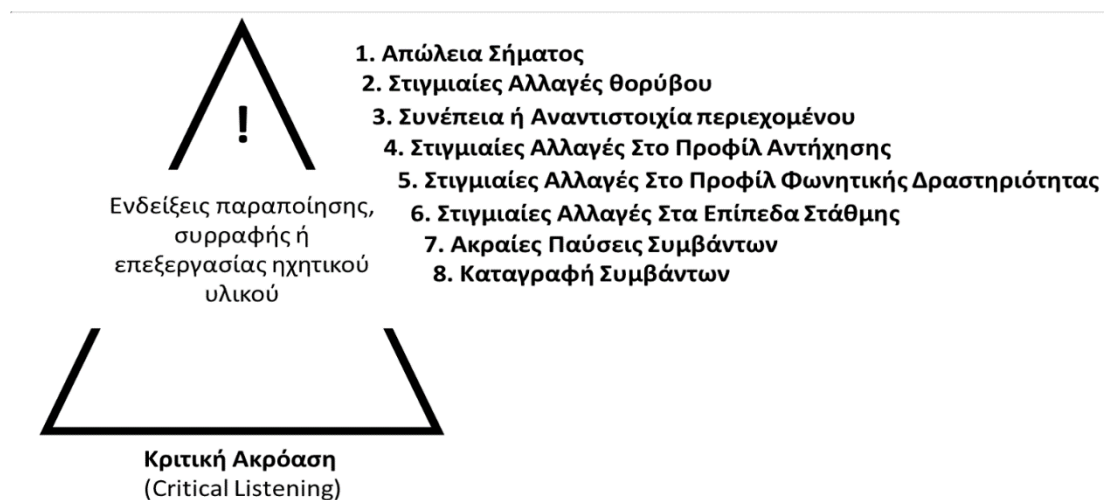 1. Απώλεια Σήματος
2. Στιγμιαίες Αλλαγές θορύβου
3. Συνέπεια ή Αναντιστοιχία περιεχομένου
4. Στιγμιαίες Αλλαγές Στο Προφίλ Αντήχησης
5. Στιγμιαίες Αλλαγές Στο Προφίλ Φωνητικής Δραστηριότητας
6. Στιγμιαίες Αλλαγές Στα Επίπεδα Στάθμης
7. Ακραίες Παύσεις Συμβάντων
8. Καταγραφή Συμβάντων
!
Ενδείξεις παραποίησης,
συρραφής ή
επεξεργασίας ηχητικού
υλικού
Κριτική Ακρόαση
(Critical Listening)